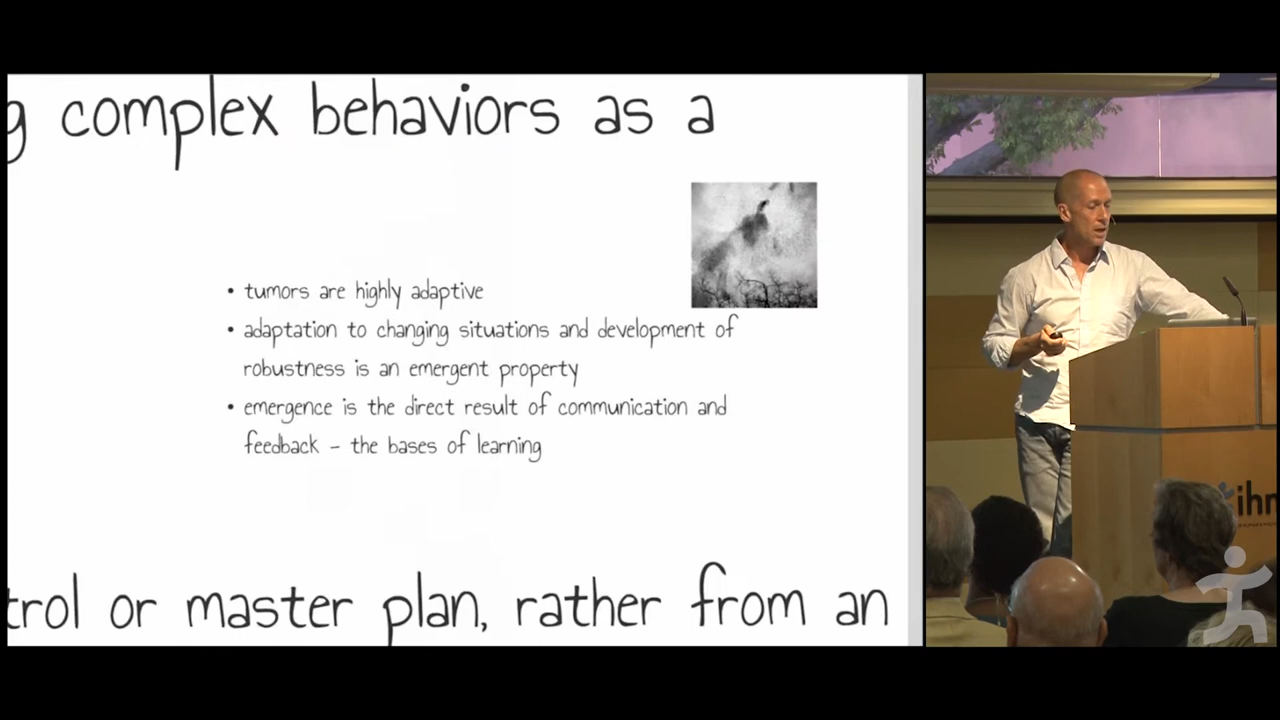 g complex behaviors as a
• tumors are highly adaptive
• adaptation to changing situations and development of
robustness is an emergent property
• emergence is the direct result of communication and
feedback – the bases of learning
trol or master plan, rather from an
ihm